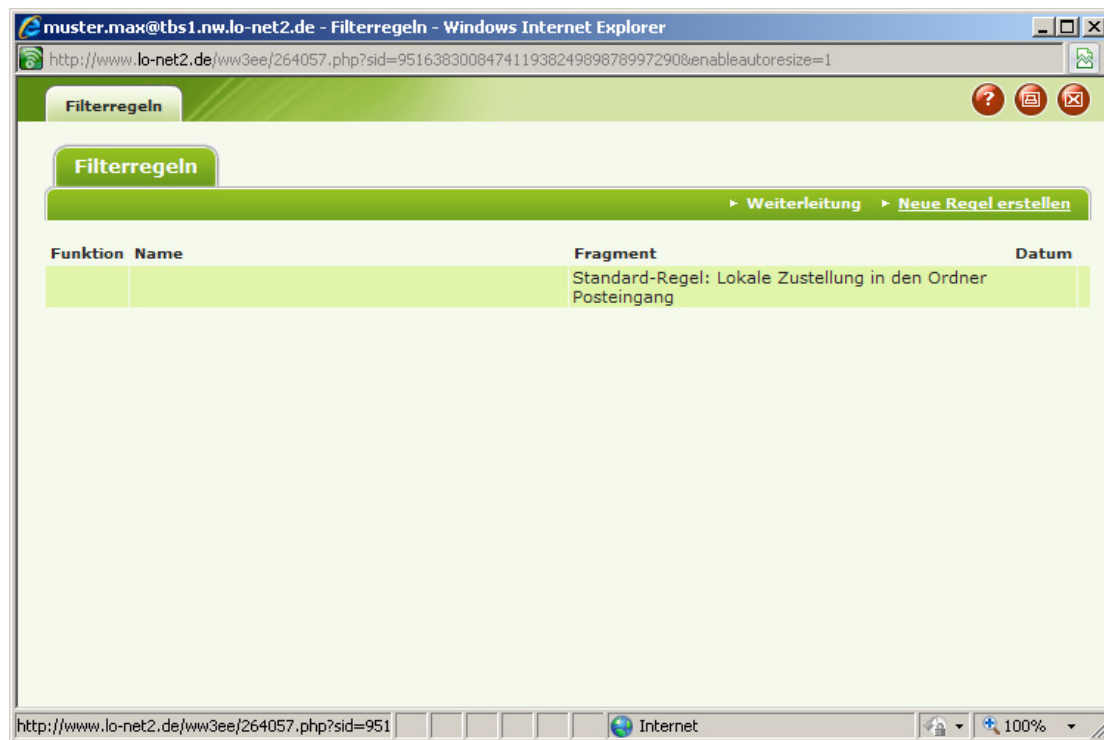 muster.max@tbs1.nw.lo-net2.de - Filterregeln - Windows Internet Explorer
http://www.lo-net2.de/ww3ee/264057.php?sid=95163830084741193824989878997290&enableautoresize=1
Filterregeln
Filterregeln
Weiterleitung Neue Regel erstellen
Funktion Name Fragment Datum
Standard-Regel: Lokale Zustellung in den Ordner
Posteingang
http://www.lo-net2.de/ww3ee/264057.php?sid=951 Internet 100%